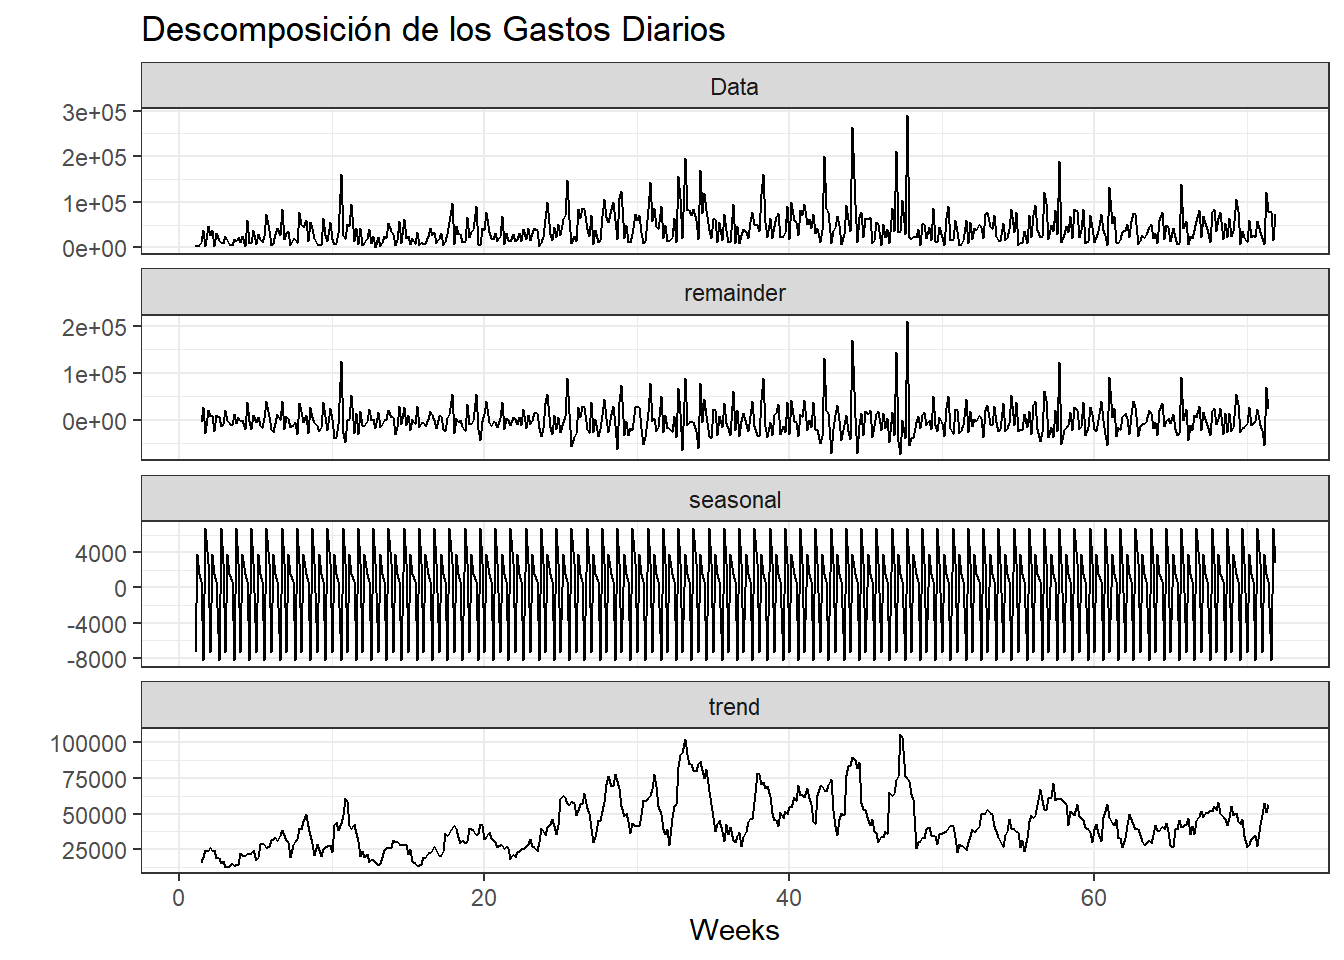 Descomposición de los Gastos Diarios
Data
3e+05
2e+05
1e+05
0e+00
remainder
2e+05
1e+05
0e+00
seasonal
4000
0
-4000
-8000
trend
100000
75000
50000
25000
0 20 40 60
Weeks